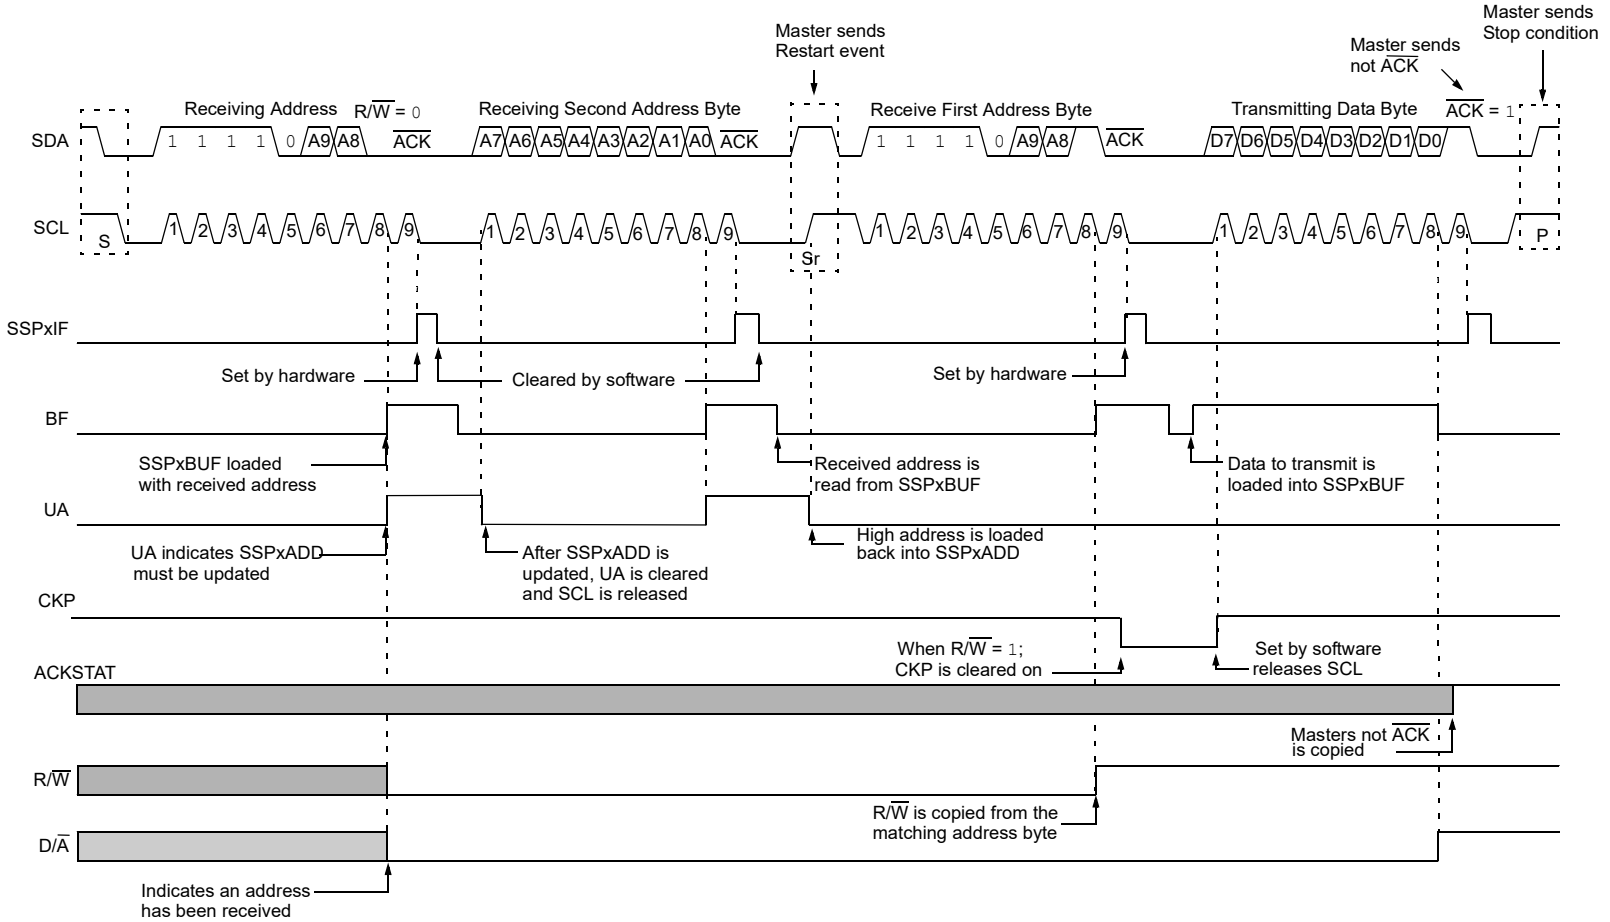 Master sends
Stop condition
Master sends
Restart event
Master sends
not ACK
Receiving Address R/W = 0
Receiving Second Address Byte
Receive First Address Byte
Transmitting Data Byte
ACK = 1
SDA 1 1 1 1 0 A9 A8 ACK A7 A6 A5 A4 A3 A2 A1 A0 ACK 1 1 1 1 0 A9 A8 ACK D7 D6 D5 D4 D3 D2 D1 D0
SCL S 1 2 3 4 5 6 7 8 9 1 2 3 4 5 6 7 8 9 Sr 1 2 3 4 5 6 7 8 9 1 2 3 4 5 6 7 8 9 P
SSPxIF
Set by hardware
Cleared by software
Set by hardware
BF
SSPxBUF loaded
with received address
Received address is
read from SSPxBUF
Data to transmit is
loaded into SSPxBUF
UA
UA indicates SSPxADD
must be updated
After SSPxADD is
updated, UA is cleared
and SCL is released
High address is loaded
back into SSPxADD
CKP
When R/W = 1;
CKP is cleared on
Set by software
releases SCL
ACKSTAT
Masters not ACK
is copied
R/W
R/W is copied from the
matching address byte
D/A
Indicates an address
has been received